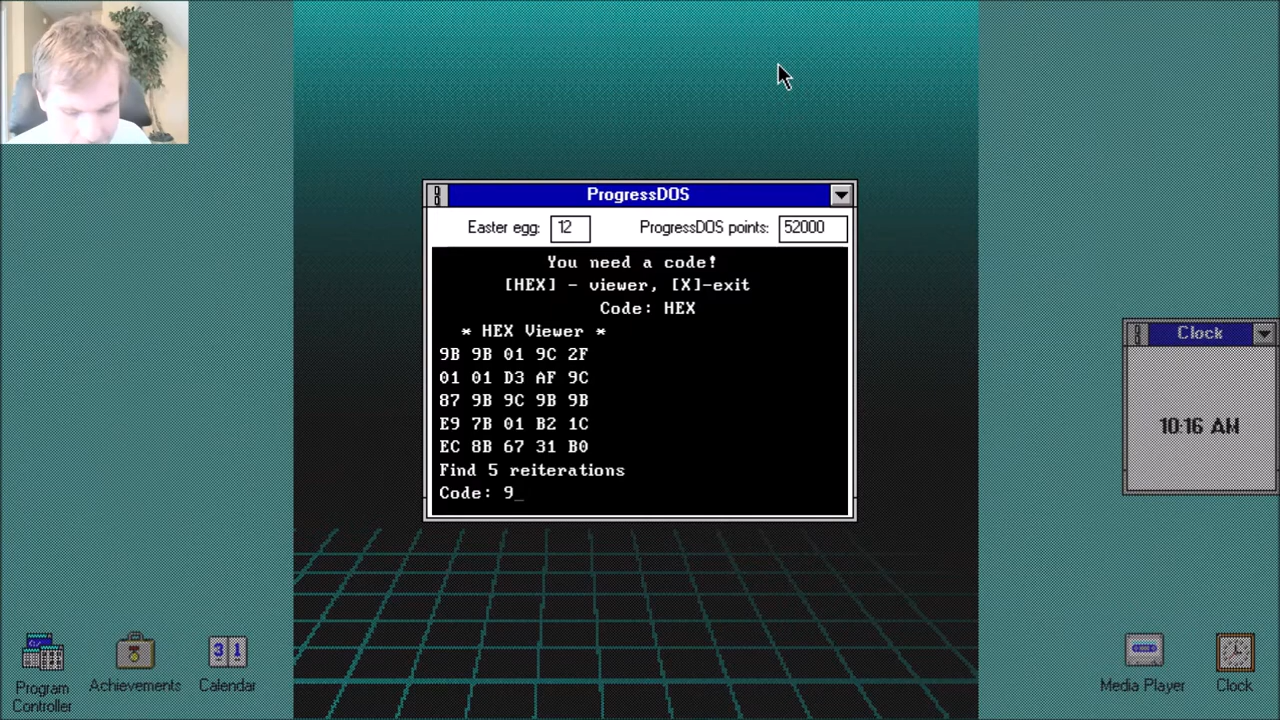 ProgressDOS
Easter egg: 12 ProgressDOS points: 52000
You need a code!
[HEX] - viewer, [X]-exit
Code: HEX
* HEX Viewer *
9B 9B 01 9C 2F
01 01 D3 AF 9C
87 9B 9C 9B 9B
E9 7B 01 B2 1C
EC 8B 67 31 B0
Find 5 reiterations
Code: 9_
Clock
10:16 AM
Program
Controller
Achievements
31
Calendar
Media Player
Clock